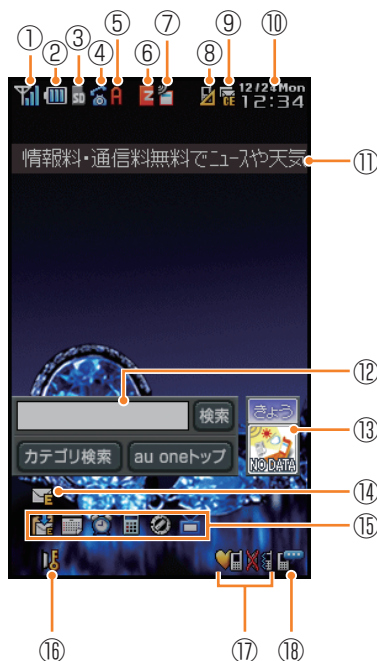 ① ② ③ ④ ⑤ ⑥ ⑦ ⑧ ⑨ ⑩
SD A Z CE 12/24Mon
12:34
情報料・通信料無料でニュースや天気 ⑪
⑫
検索 きょう
⑬
カテゴリ検索 au oneトップ NO DATA
E ⑭
E ⑮
⑯ ⑰ ⑱